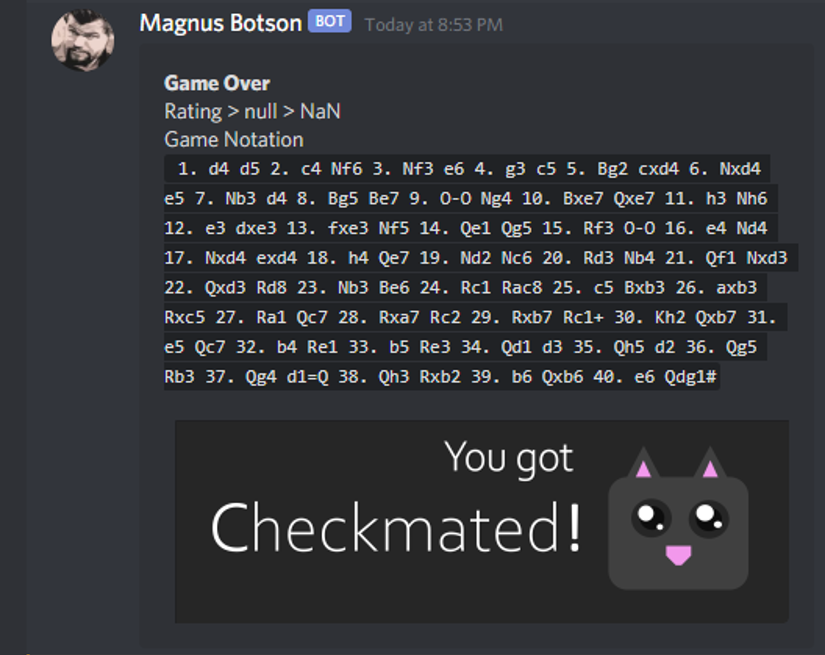 Magnus Botson BOT Today at 8:53 PM
Game Over
Rating > null > NaN
Game Notation
1. d4 d5 2. c4 Nf6 3. Nf3 e6 4. g3 c5 5. Bg2 cxd4 6. Nxd4
e5 7. Nb3 d4 8. Bg5 Be7 9. O-O Ng4 10. Bxe7 Qxe7 11. h3 Nh6
12. e3 dxe3 13. fxe3 Nf5 14. Qe1 Qg5 15. Rf3 O-O 16. e4 Nd4
17. Nxd4 exd4 18. h4 Qe7 19. Nd2 Nc6 20. Rd3 Nb4 21. Qf1 Nxd3
22. Qxd3 Rd8 23. Nb3 Be6 24. Rc1 Rac8 25. c5 Bxb3 26. axb3
Rxc5 27. Ra1 Qc7 28. Rxa7 Rc2 29. Rxb7 Rc1+ 30. Kh2 Qxb7 31.
e5 Qc7 32. b4 Re1 33. b5 Re3 34. Qd1 d3 35. Qh5 d2 36. Qg5
Rb3 37. Qg4 d1=Q 38. Qh3 Rxb2 39. b6 Qxb6 40. e6 Qdg1#
You got
Checkmated!